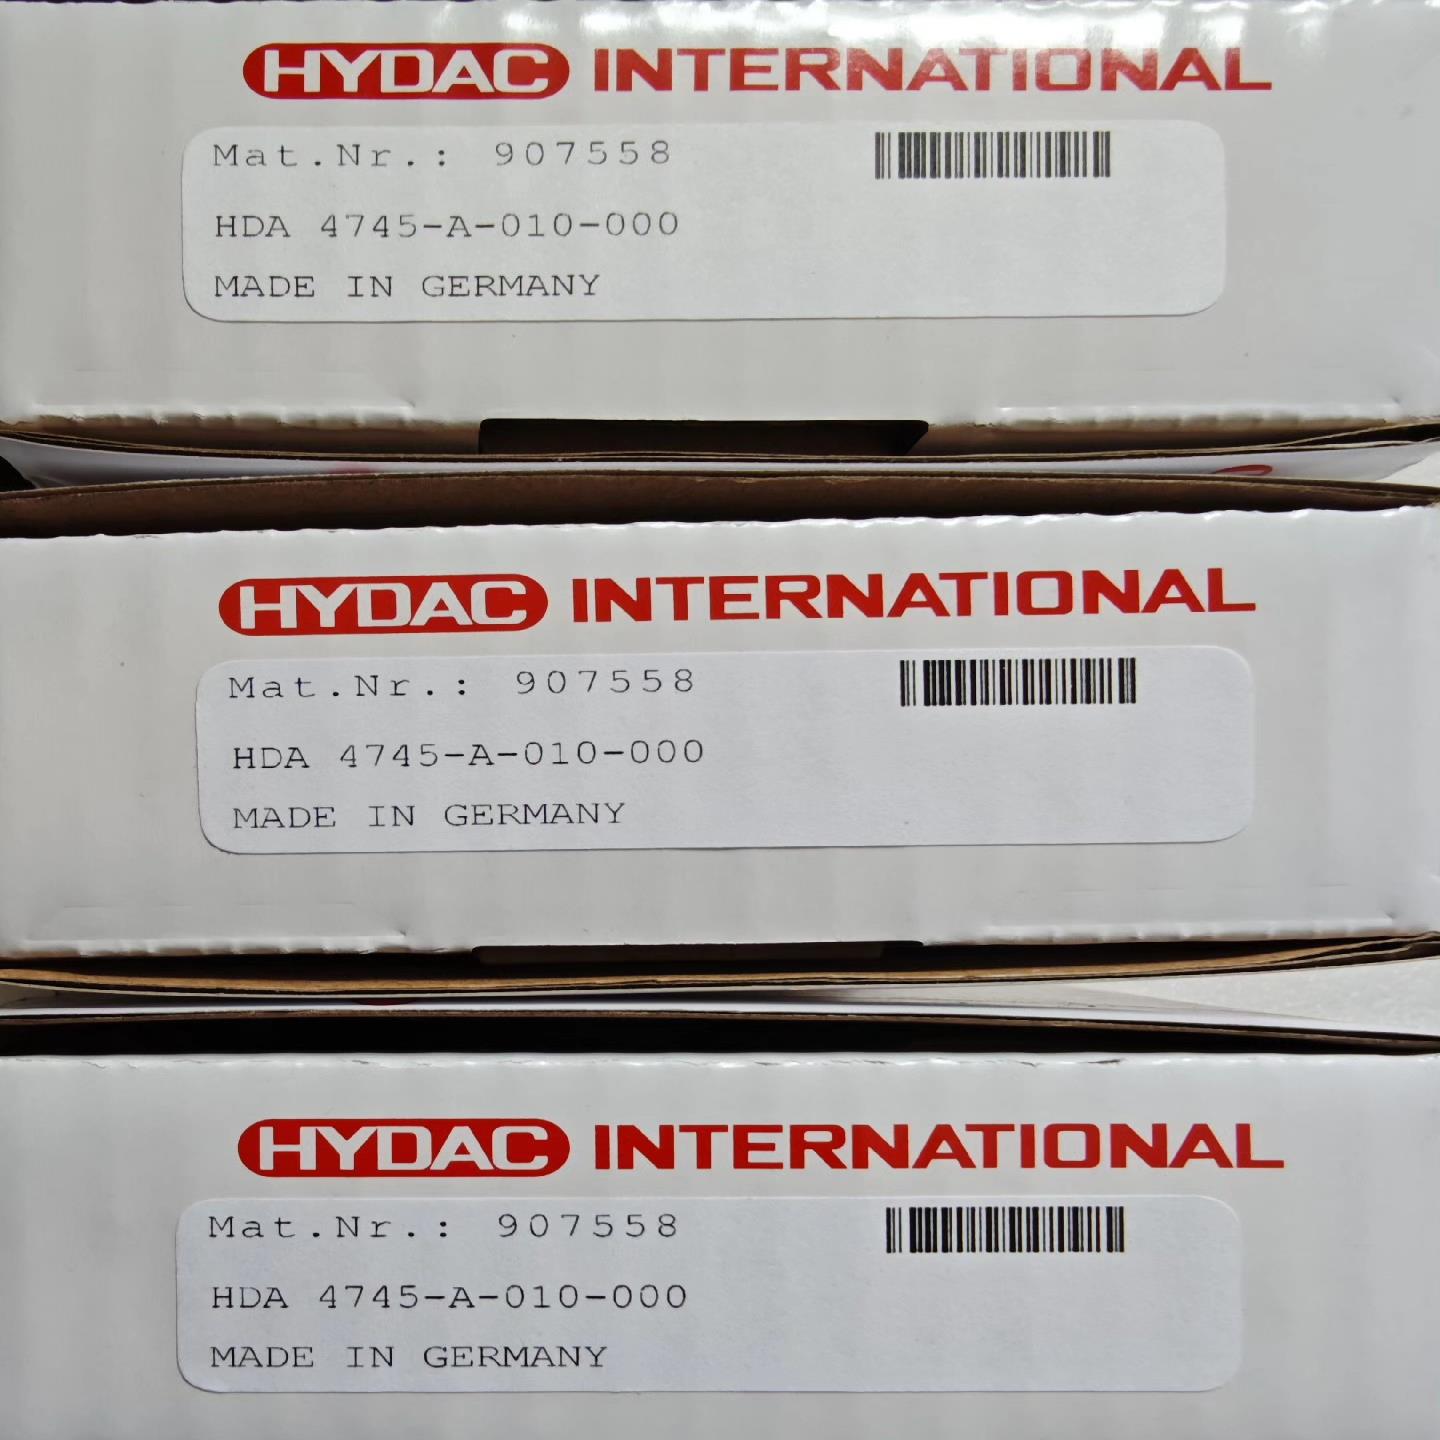 HYDAC INTERNATIONAL
Mat.Nr.: 907558
HDA 4745-A-010-000
MADE IN GERMANY
HYDAC INTERNATIONAL
Mat.Nr.: 907558
HDA 4745-A-010-000
MADE IN GERMANY
HYDAC INTERNATIONAL
Mat.Nr.: 907558
HDA 4745-A-010-000
MADE IN GERMANY